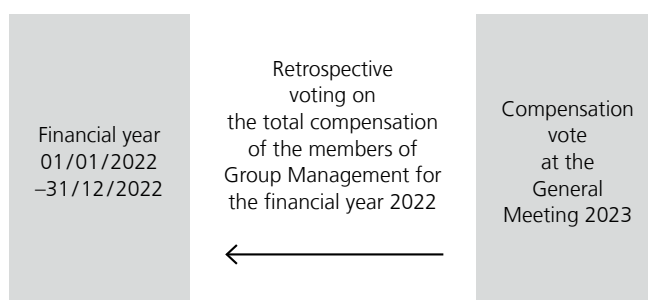 Financial year
01/01/2022
–31/12/2022
Retrospective
voting on
the total compensation
of the members of
Group Management for
the financial year 2022
Compensation
vote
at the
General
Meeting 2023